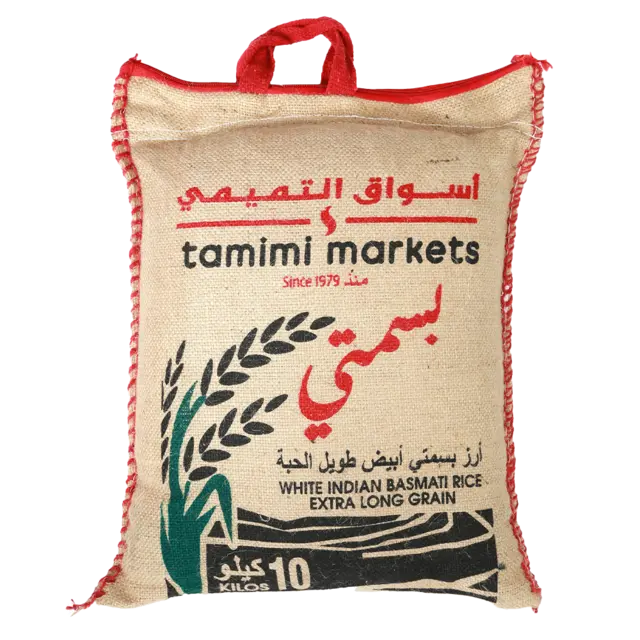 أسواق التميمي
tamimi markets
Since 1979 منذ
بسمتي
أرز بسمتي أبيض طويل الحبة
WHITE INDIAN BASMATI RICE
EXTRA LONG GRAIN
10 كيلو
KILOS